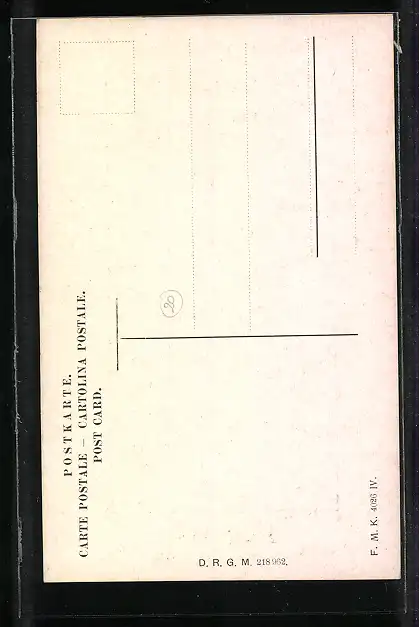 POSTKARTE.
CARTE POSTALE – CARTOLINA POSTALE.
POST CARD.
20
D. R. G. M. 218962.
F. M. K. 4026 IV.